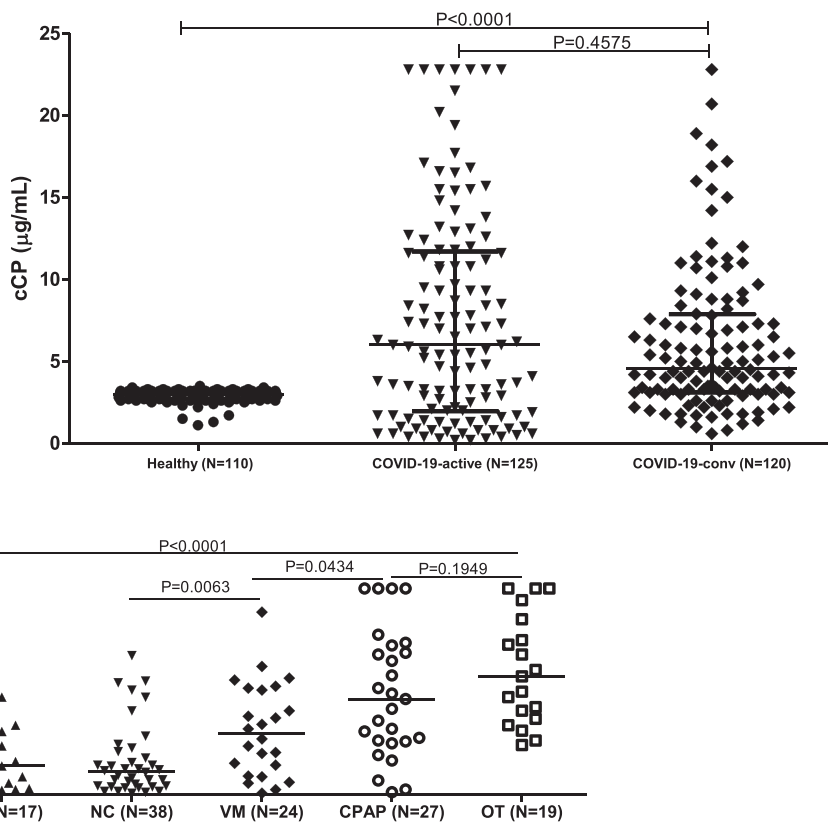 P<0.0001
P=0.4575
25
20
15
10
5
0
cCP (μg/mL)
Healthy (N=110) COVID-19-active (N=125) COVID-19-conv (N=120)
P<0.0001
P=0.0434
P=0.1949
P=0.0063
N=17) NC (N=38) VM (N=24) CPAP (N=27) OT (N=19)